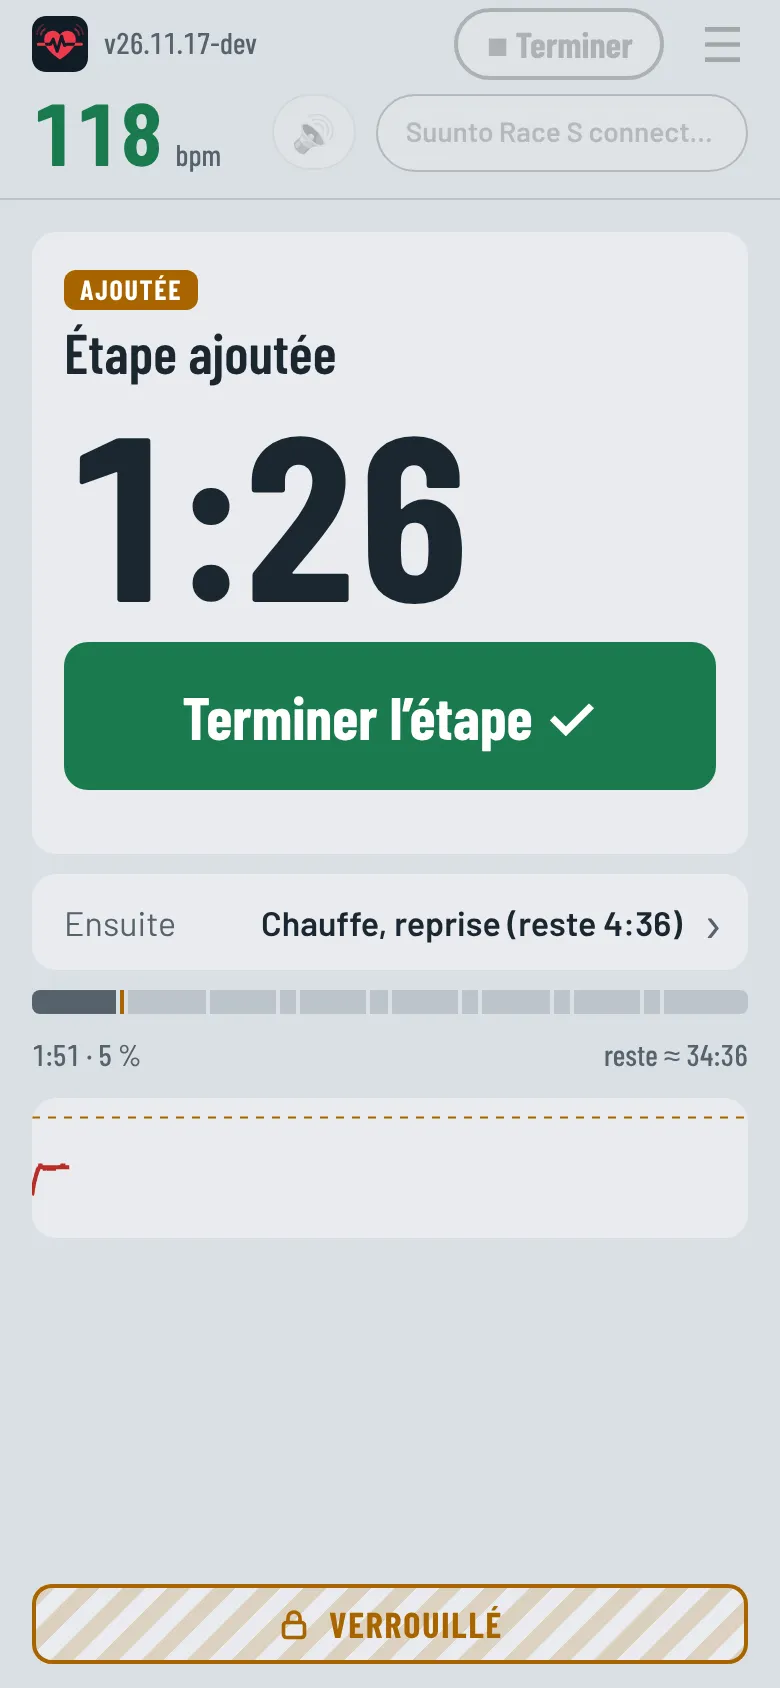 v26.11.17-dev
■ Terminer
118 bpm
Suunto Race S connect...
AJOUTÉE
Étape ajoutée
1:26
Terminer l’étape ✓
Ensuite Chauffe, reprise (reste 4:36) ›
1:51 · 5 % reste ≈ 34:36
VERROUILLÉ